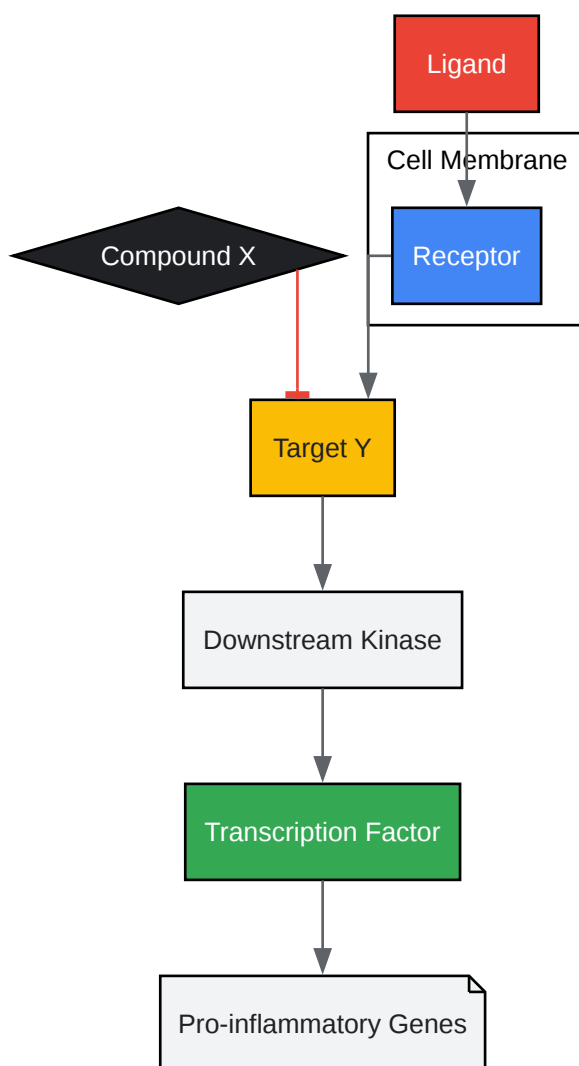 Ligand
Cell Membrane
Compound X
Receptor
Target Y
Downstream Kinase
Transcription Factor
Pro-inflammatory Genes